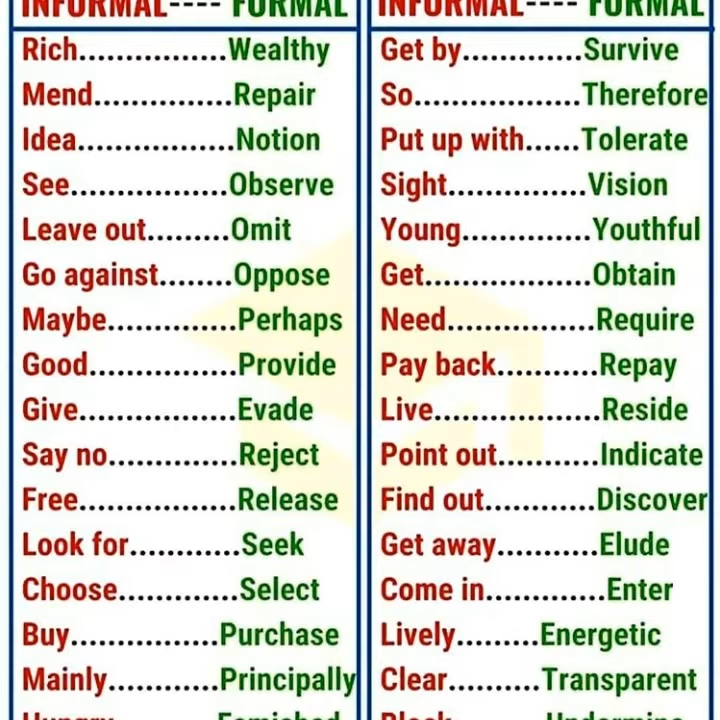 INFORMAL---- FORMAL
Rich................Wealthy
Mend...............Repair
Idea.................Notion
See.................Observe
Leave out.........Omit
Go against........Oppose
Maybe..............Perhaps
Good................Provide
Give.................Evade
Say no..............Reject
Free.................Release
Look for............Seek
Choose.............Select
Buy................Purchase
Mainly............Principally
Hungry............Famished
INFORMAL---- FORMAL
Get by.............Survive
So..................Therefore
Put up with......Tolerate
Sight...............Vision
Young..............Youthful
Get..................Obtain
Need................Require
Pay back...........Repay
Live..................Reside
Point out...........Indicate
Find out............Discover
Get away...........Elude
Come in.............Enter
Lively.........Energetic
Clear..........Transparent
Block..........Undermine